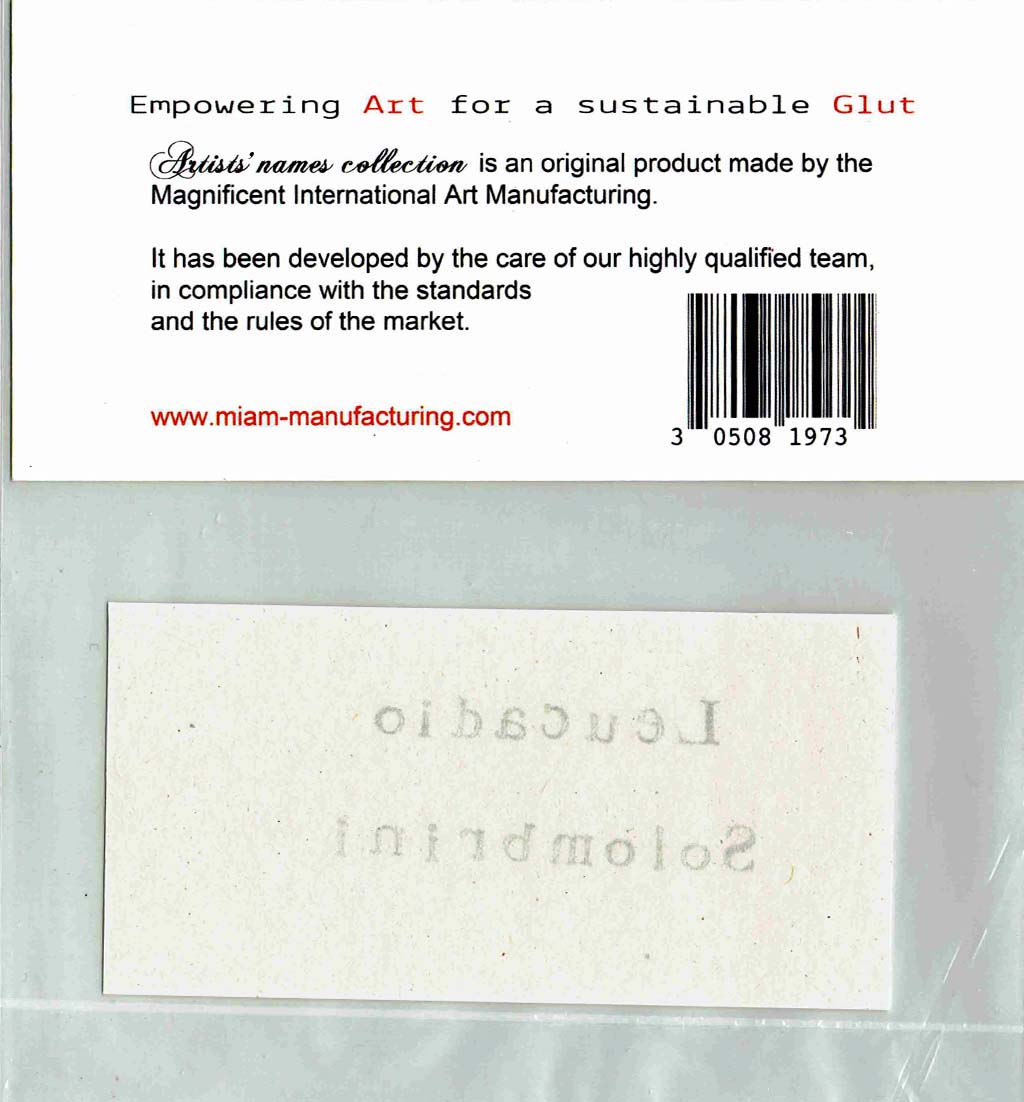 Empowering Art for a sustainable Glut
Artists' names collection is an original product made by the
Magnificent International Art Manufacturing.
It has been developed by the care of our highly qualified team,
in compliance with the standards
and the rules of the market.
www.miam-manufacturing.com
3 0508 1973
Leucadio
Solombrini